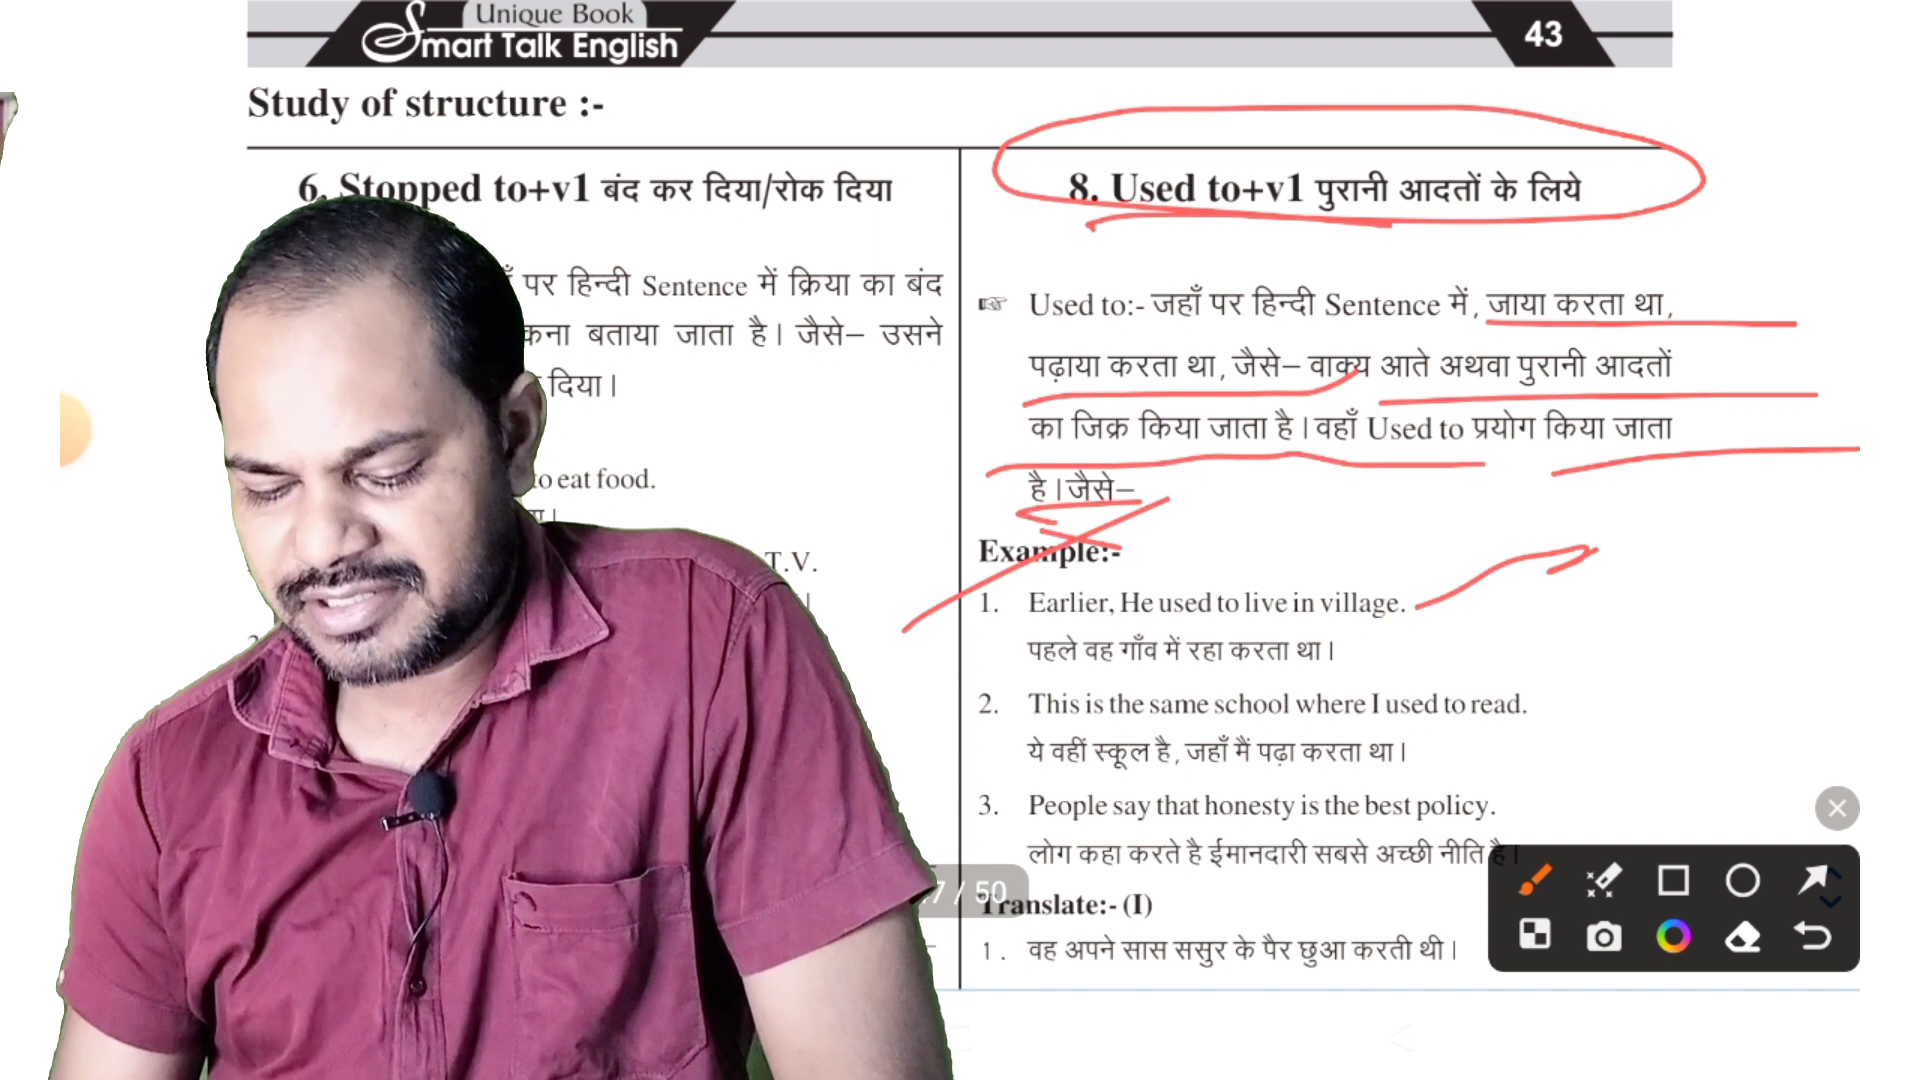 Unique Book
Smart Talk English
43
Study of structure :-
6. Stopped to+v1 बंद कर दिया/रोक दिया
पर हिन्दी Sentence में क्रिया का बंद
बताया जाता है। जैसे– उसने
दिया।
to eat food.
T.V.
8. Used to+v1 पुरानी आदतों के लिये
☞ Used to:- जहाँ पर हिन्दी Sentence में, जाया करता था,
पढ़ाया करता था, जैसे– वाक्य आते अथवा पुरानी आदतों
का जिक्र किया जाता है। वहाँ Used to प्रयोग किया जाता
है। जैसे–
Example:-
1. Earlier, He used to live in village.
पहले वह गाँव में रहा करता था।
2. This is the same school where I used to read.
ये वहीं स्कूल है, जहाँ मैं पढ़ा करता था।
3. People say that honesty is the best policy.
लोग कहा करते है ईमानदारी सबसे अच्छी नीति है।
7 / 50
Translate:- (I)
1. वह अपने सास ससुर के पैर छुआ करती थी।